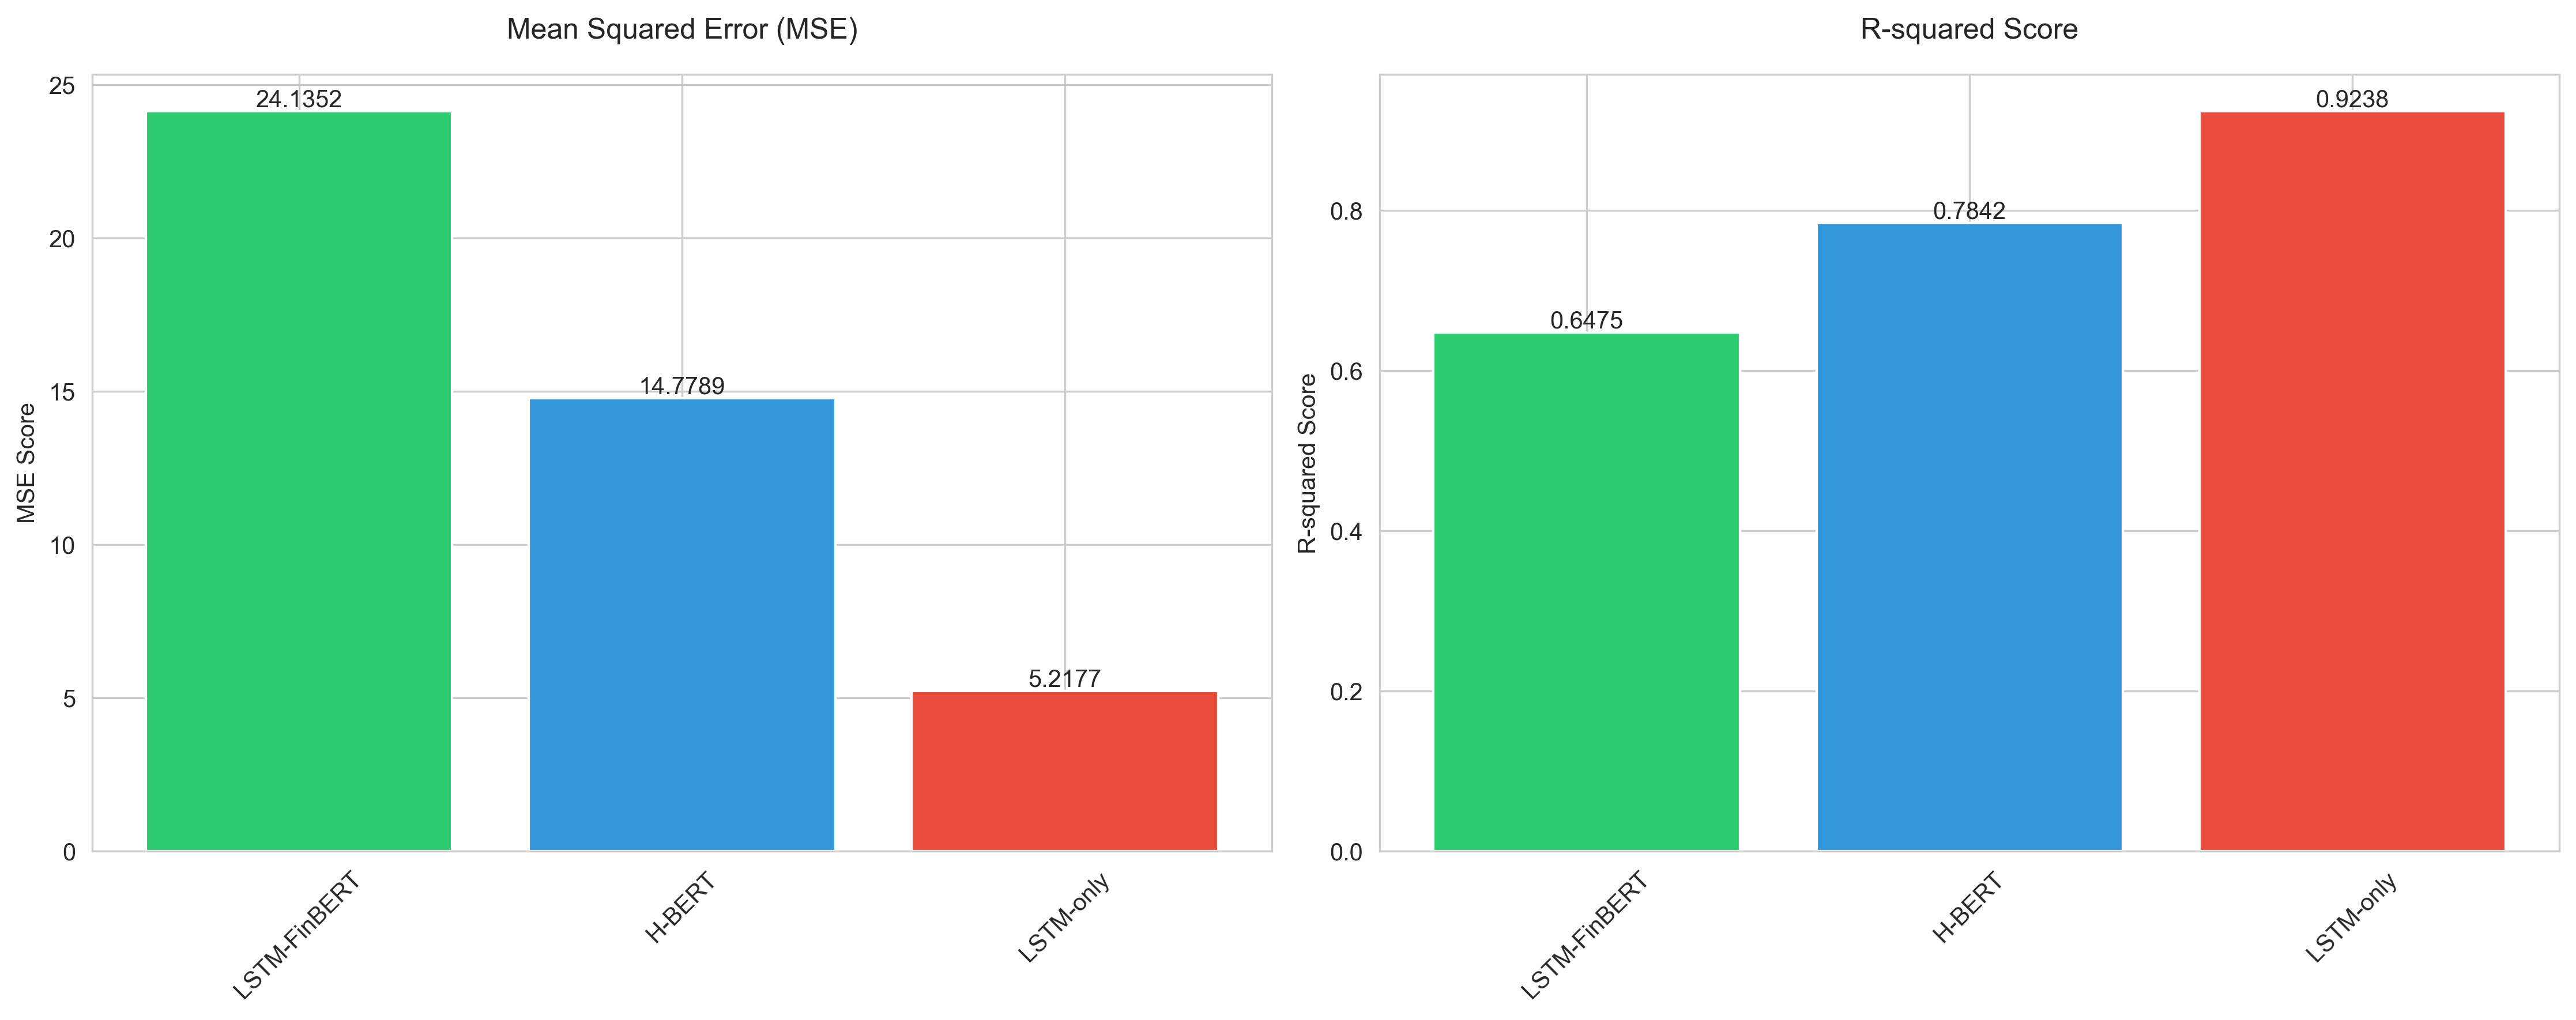 Mean Squared Error (MSE)
MSE Score
25
20
15
10
5
0
24.1352
14.7789
5.2177
LSTM-FinBERT
H-BERT
LSTM-only
R-squared Score
R-squared Score
0.8
0.6
0.4
0.2
0.0
0.6475
0.7842
0.9238
LSTM-FinBERT
H-BERT
LSTM-only